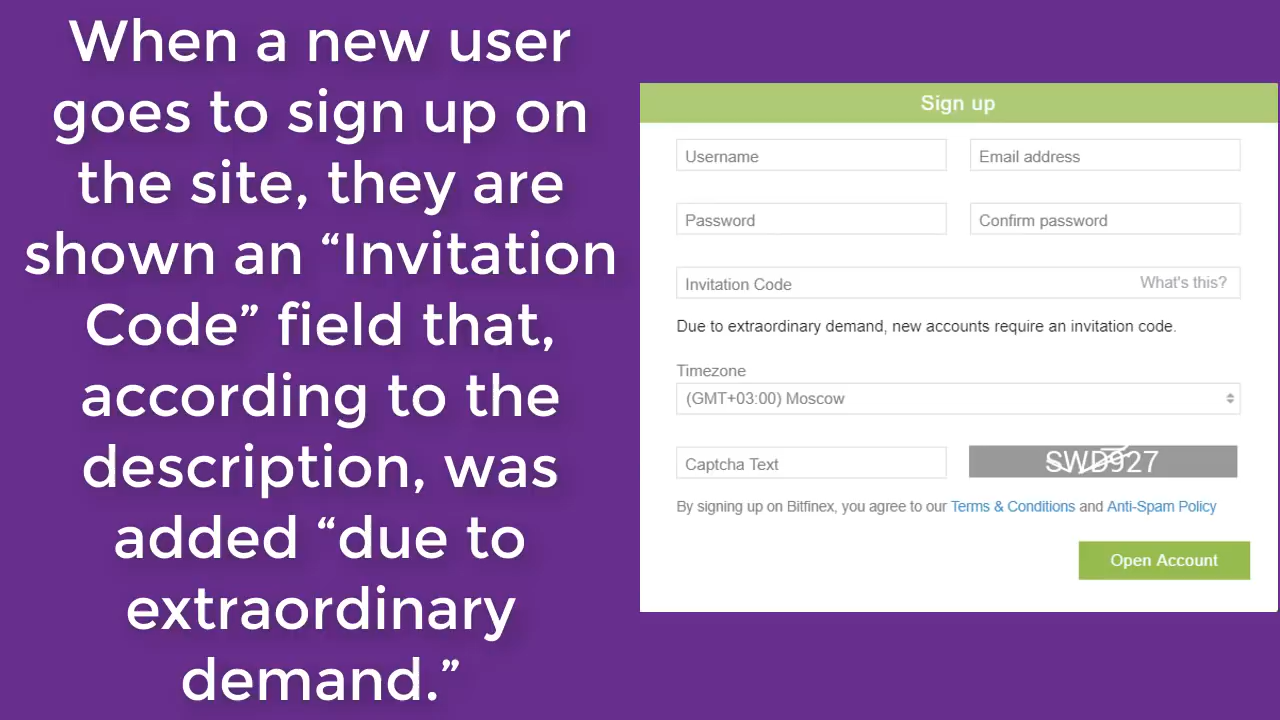 When a new user
goes to sign up on
the site, they are
shown an “Invitation
Code” field that,
according to the
description, was
added “due to
extraordinary
demand.”
Sign up
Username
Email address
Password
Confirm password
Invitation Code
What's this?
Due to extraordinary demand, new accounts require an invitation code.
Timezone
(GMT+03:00) Moscow
Captcha Text
SWD927
By signing up on Bitfinex, you agree to our Terms & Conditions and Anti-Spam Policy
Open Account